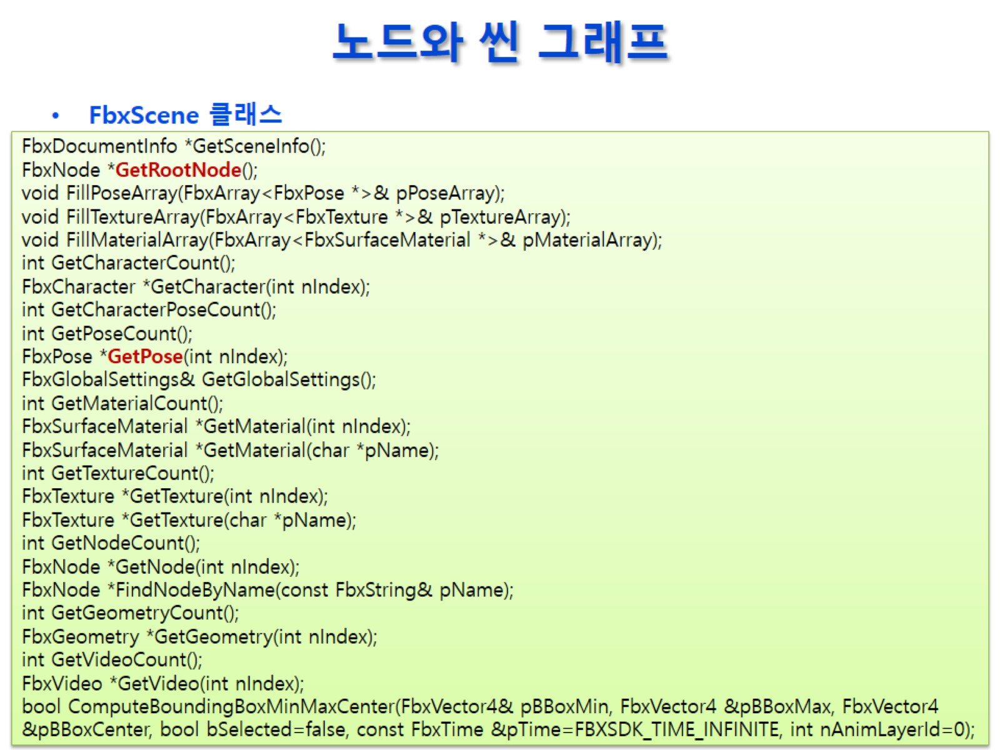 노드와 씬 그래프
• FbxScene 클래스
FbxDocumentInfo *GetSceneInfo();
FbxNode *GetRootNode();
void FillPoseArray(FbxArray<FbxPose *>& pPoseArray);
void FillTextureArray(FbxArray<FbxTexture *>& pTextureArray);
void FillMaterialArray(FbxArray<FbxSurfaceMaterial *>& pMaterialArray);
int GetCharacterCount();
FbxCharacter *GetCharacter(int nIndex);
int GetCharacterPoseCount();
int GetPoseCount();
FbxPose *GetPose(int nIndex);
FbxGlobalSettings& GetGlobalSettings();
int GetMaterialCount();
FbxSurfaceMaterial *GetMaterial(int nIndex);
FbxSurfaceMaterial *GetMaterial(char *pName);
int GetTextureCount();
FbxTexture *GetTexture(int nIndex);
FbxTexture *GetTexture(char *pName);
int GetNodeCount();
FbxNode *GetNode(int nIndex);
FbxNode *FindNodeByName(const FbxString& pName);
int GetGeometryCount();
FbxGeometry *GetGeometry(int nIndex);
int GetVideoCount();
FbxVideo *GetVideo(int nIndex);
bool ComputeBoundingBoxMinMaxCenter(FbxVector4& pBBoxMin, FbxVector4 &pBBoxMax, FbxVector4
&pBBoxCenter, bool bSelected=false, const FbxTime &pTime=FBXSDK_TIME_INFINITE, int nAnimLayerId=0);